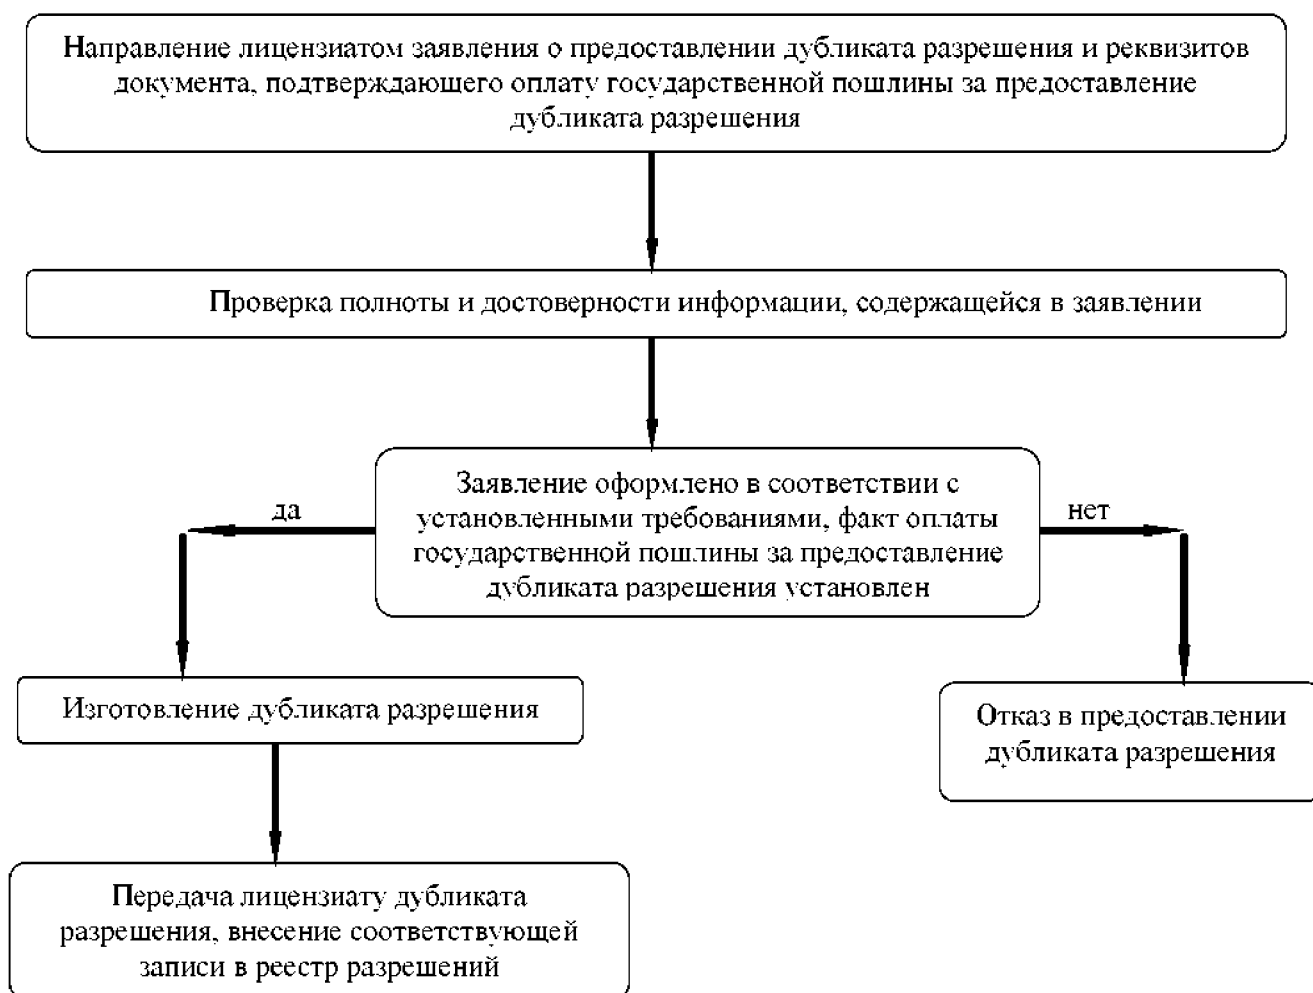 Направление лицензиатом заявления о предоставлении дубликата разрешения и реквизитов
документа, подтверждающего оплату государственной пошлины за предоставление
дубликата разрешения
Проверка полноты и достоверности информации, содержащейся в заявлении
Заявление оформлено в соответствии с
установленными требованиями, факт оплаты
государственной пошлины за предоставление
дубликата разрешения установлен
да
нет
Изготовление дубликата разрешения
Отказ в предоставлении
дубликата разрешения
Передача лицензиату дубликата
разрешения, внесение соответствующей
записи в реестр разрешений